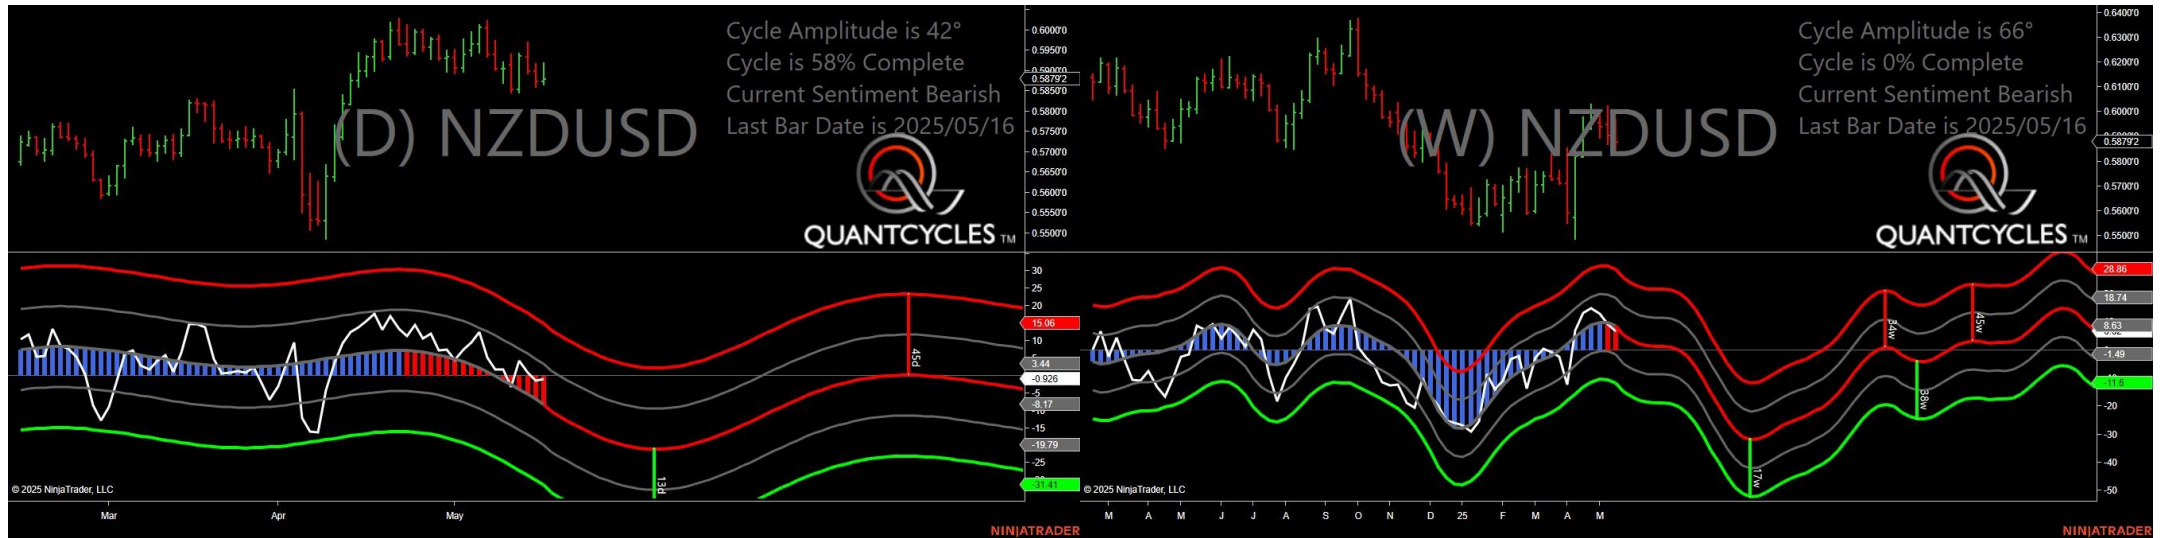 Cycle Amplitude is 42°
Cycle is 58% Complete
Current Sentiment Bearish
Last Bar Date is 2025/05/16
(D) NZDUSD
QUANTCYCLES TM
0.6000'0
0.5950'0
0.5879'2
0.5850'0
0.5800'0
0.5750'0
0.5700'0
0.5650'0
0.5600'0
0.5550'0
0.5500'0
30
25
20
15.06
10
3.44
-0.926
-5
-8.17
-15
-19.79
-25
-31.41
45d
13d
© 2025 NinjaTrader, LLC
Mar
Apr
May
NINJATRADER
Cycle Amplitude is 66°
Cycle is 0% Complete
Current Sentiment Bearish
Last Bar Date is 2025/05/16
(W) NZDUSD
QUANTCYCLES TM
0.6400'0
0.6300'0
0.6200'0
0.6100'0
0.6000'0
0.5879'2
0.5800'0
0.5700'0
0.5600'0
0.5500'0
28.86
18.74
8.63
-1.49
-11.6
-20
-30
-40
-50
34w
45w
38w
17w
© 2025 NinjaTrader, LLC
M A M J J A S O N D 25 F M A M
NINJATRADER